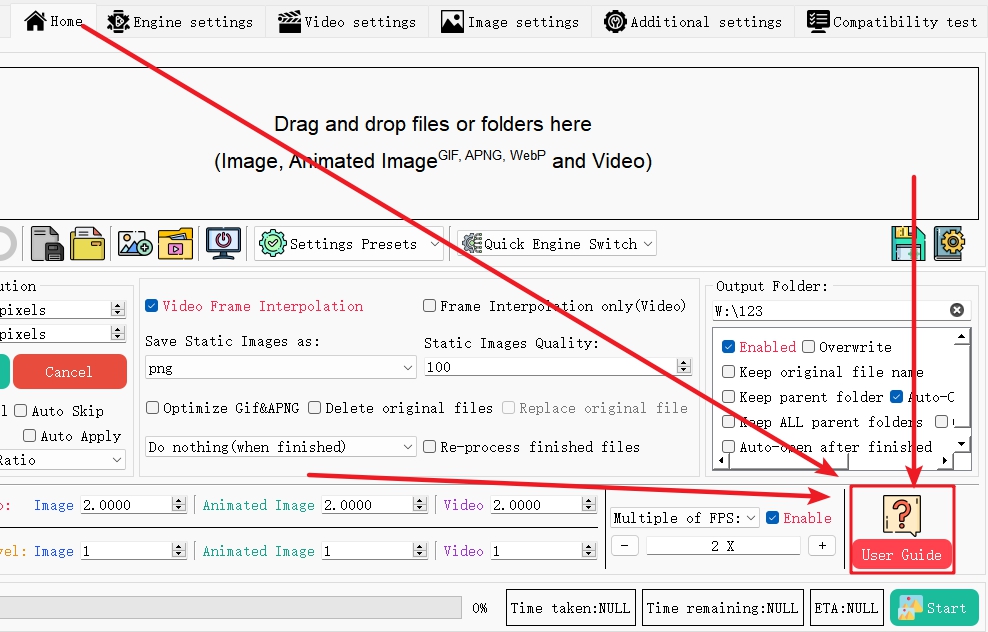 Home Engine settings Video settings Image settings Additional settings Compatibility test
Drag and drop files or folders here
(Image, Animated Image GIF, APNG, WebP and Video)
Settings Presets Quick Engine Switch
ution
pixels
pixels
Cancel
l Auto Skip
Auto Apply
Ratio
Video Frame Interpolation Frame Interpolation only(Video)
Save Static Images as: Static Images Quality:
png 100
Optimize Gif&APNG Delete original files Replace original file
Do nothing(when finished) Re-process finished files
Output Folder:
W:\123
Enabled Overwrite
Keep original file name
Keep parent folder Auto-C
Keep ALL parent folders
Auto-open after finished
o: Image 2.0000 Animated Image 2.0000 Video 2.0000
vel: Image 1 Animated Image 1 Video 1
Multiple of FPS: Enable
− 2 X +
?
User Guide
0% Time taken:NULL Time remaining:NULL ETA:NULL Start